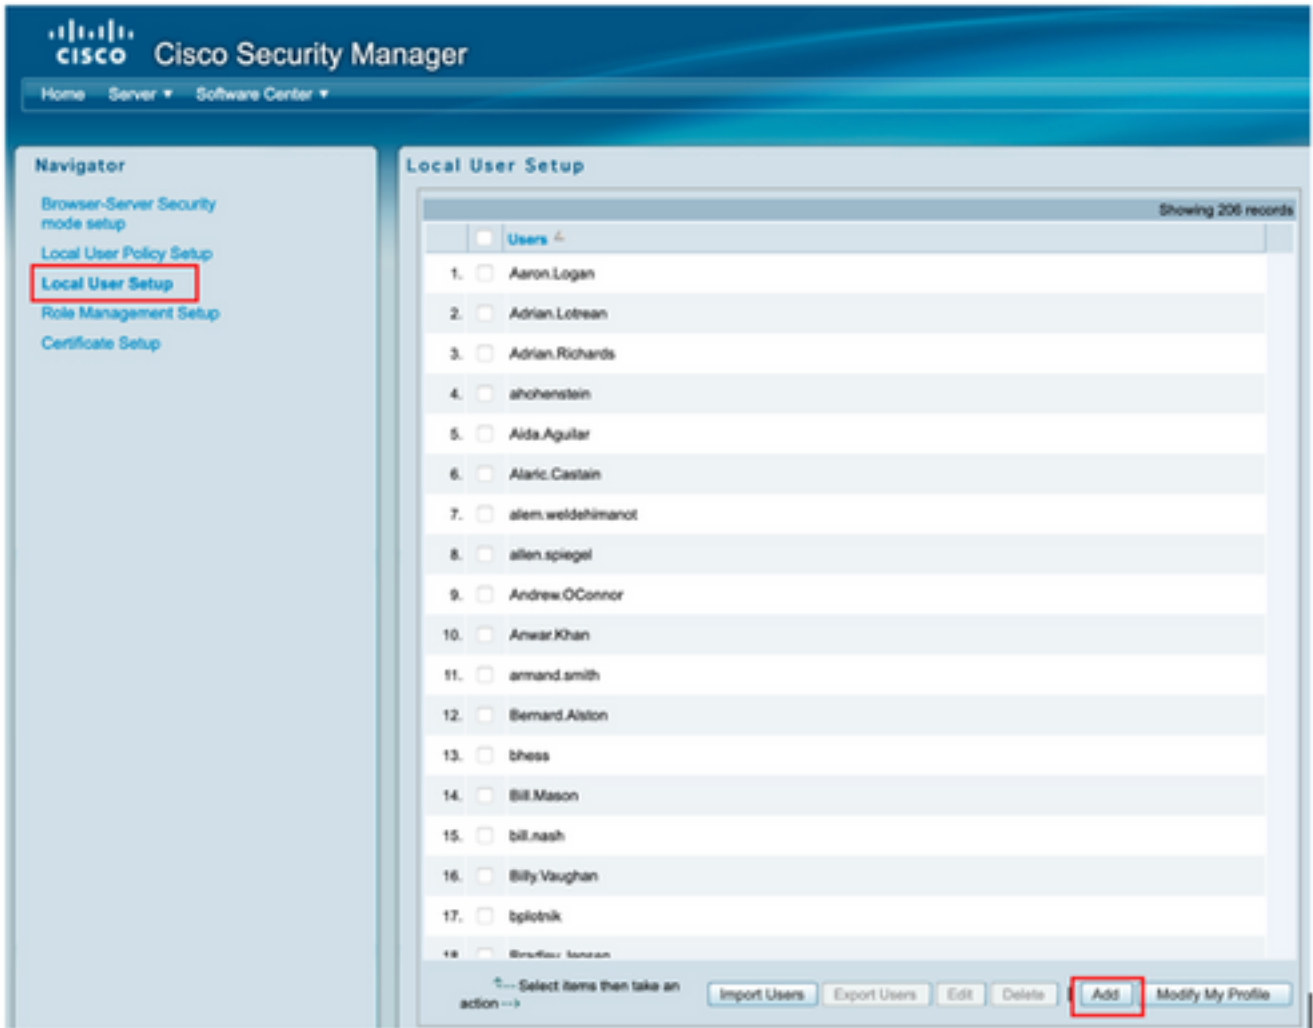 CISCO Cisco Security Manager
Home Server ▾ Software Center ▾
Navigator
Browser-Server Security
mode setup
Local User Policy Setup
Local User Setup
Role Management Setup
Certificate Setup
Local User Setup
Showing 206 records
Users
1. Aaron.Logan
2. Adrian.Lotrean
3. Adrian.Richards
4. ahohenstein
5. Aida.Aguilar
6. Alaric.Castain
7. alem.weldehimanot
8. allen.spiegel
9. Andrew.OConnor
10. Anwar.Khan
11. armand.smith
12. Bernard.Alston
13. bhess
14. Bill.Mason
15. bill.nash
16. Billy.Vaughan
17. bplotnik
18. Bradley.Jensen
Select items then take an
action -->
Import Users Export Users Edit Delete Add Modify My Profile